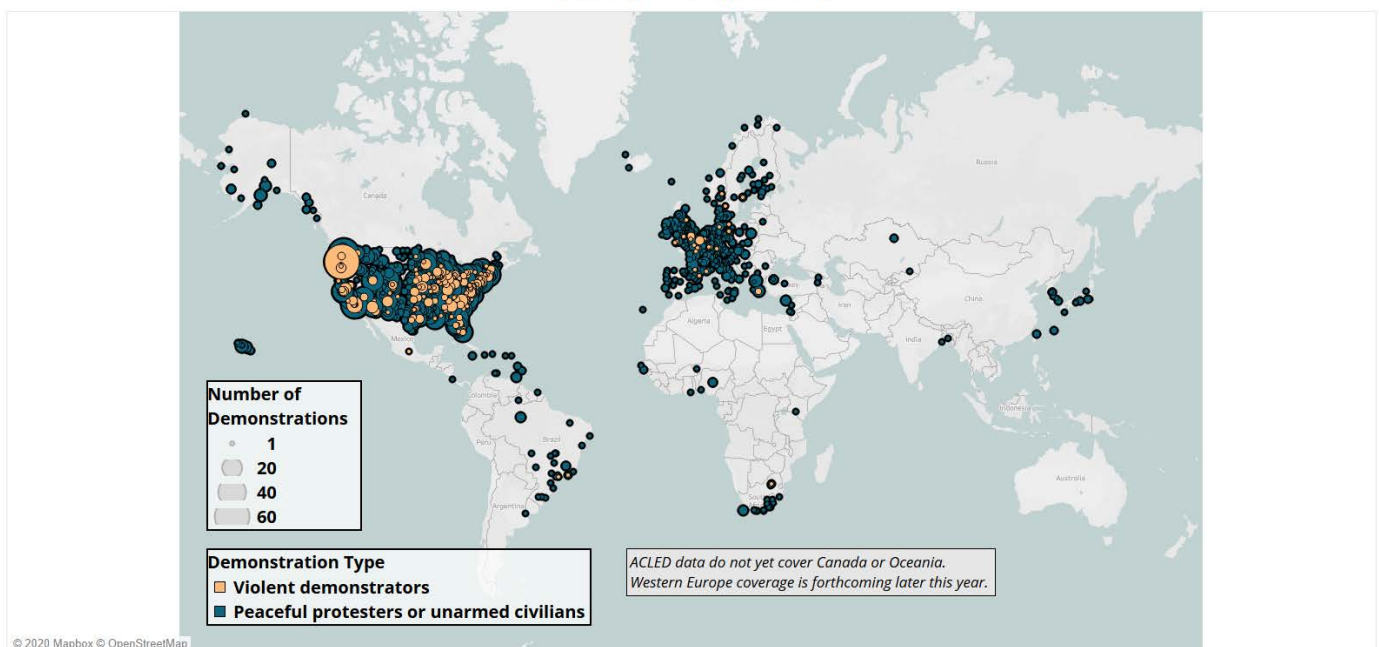 Russia
Canada
China
Iran
Algeria
Egypt
India
Mexico
Number of
Demonstrations
1
20
40
60
Colombia
Indonesia
Peru
Brazil
Australia
Argentina
Demonstration Type
Violent demonstrators
Peaceful protesters or unarmed civilians
ACLED data do not yet cover Canada or Oceania.
Western Europe coverage is forthcoming later this year.
© 2020 Mapbox © OpenStreetMap